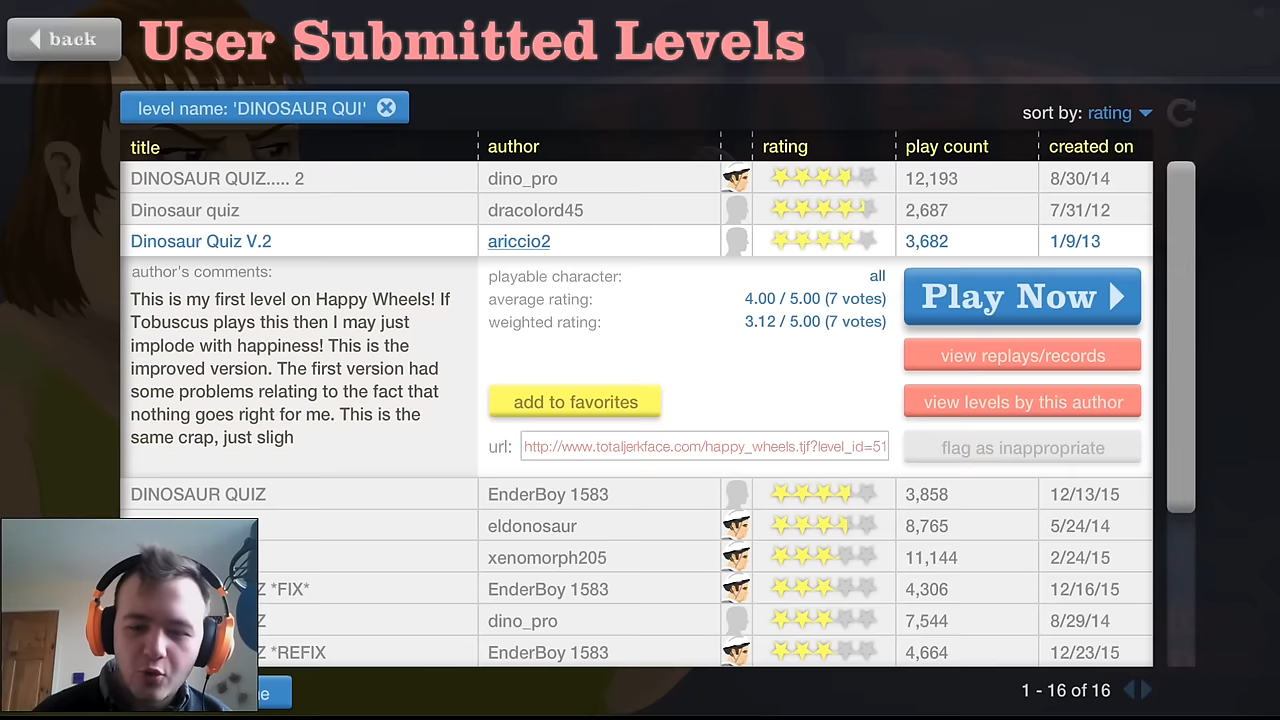 back
User Submitted Levels
level name: 'DINOSAUR QUI'
sort by: rating
title author rating play count created on
DINOSAUR QUIZ..... 2 dino_pro 12,193 8/30/14
Dinosaur quiz dracolord45 2,687 7/31/12
Dinosaur Quiz V.2 ariccio2 3,682 1/9/13
author's comments:
This is my first level on Happy Wheels! If
Tobuscus plays this then I may just
implode with happiness! This is the
improved version. The first version had
some problems relating to the fact that
nothing goes right for me. This is the
same crap, just sligh
playable character: all
average rating: 4.00 / 5.00 (7 votes)
weighted rating: 3.12 / 5.00 (7 votes)
add to favorites
url: http://www.totaljerkface.com/happy_wheels.tjf?level_id=51
Play Now
view replays/records
view levels by this author
flag as inappropriate
DINOSAUR QUIZ EnderBoy 1583 3,858 12/13/15
eldonosaur 8,765 5/24/14
xenomorph205 11,144 2/24/15
Z *FIX* EnderBoy 1583 4,306 12/16/15
Z dino_pro 7,544 8/29/14
Z *REFIX EnderBoy 1583 4,664 12/23/15
1 - 16 of 16